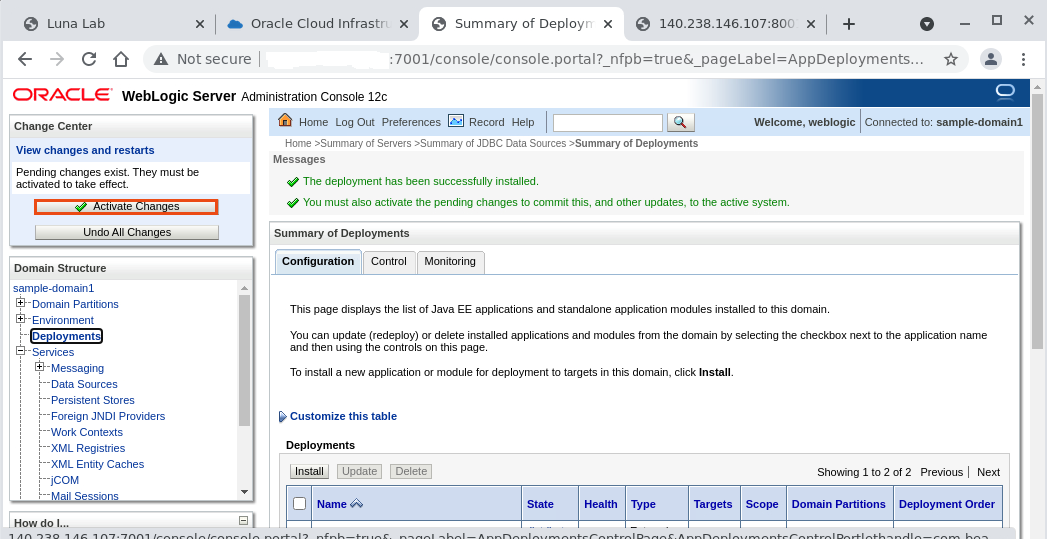 Luna Lab
Oracle Cloud Infrastru
Summary of Deploym
140.238.146.107:800
Not secure
:7001/console/console.portal?_nfpb=true&_pageLabel=AppDeployments...
ORACLE WebLogic Server Administration Console 12c
Change Center
View changes and restarts
Pending changes exist. They must be
activated to take effect.
Activate Changes
Undo All Changes
Domain Structure
sample-domain1
Domain Partitions
Environment
Deployments
Services
Messaging
Data Sources
Persistent Stores
Foreign JNDI Providers
Work Contexts
XML Registries
XML Entity Caches
jCOM
Mail Sessions
How do I...
Home Log Out Preferences Record Help
Welcome, weblogic
Connected to: sample-domain1
Home >Summary of Servers >Summary of JDBC Data Sources >Summary of Deployments
Messages
The deployment has been successfully installed.
You must also activate the pending changes to commit this, and other updates, to the active system.
Summary of Deployments
Configuration Control Monitoring
This page displays the list of Java EE applications and standalone application modules installed to this domain.
You can update (redeploy) or delete installed applications and modules from the domain by selecting the checkbox next to the application name
and then using the controls on this page.
To install a new application or module for deployment to targets in this domain, click Install.
Customize this table
Deployments
Install Update Delete
Showing 1 to 2 of 2 Previous | Next
Name State Health Type Targets Scope Domain Partitions Deployment Order
140.238.146.107:7001/console/console.portal?_nfpb=true&_pageLabel=AppDeploymentsControlPage&AppDeploymentsControlPortlethandle=com.bea